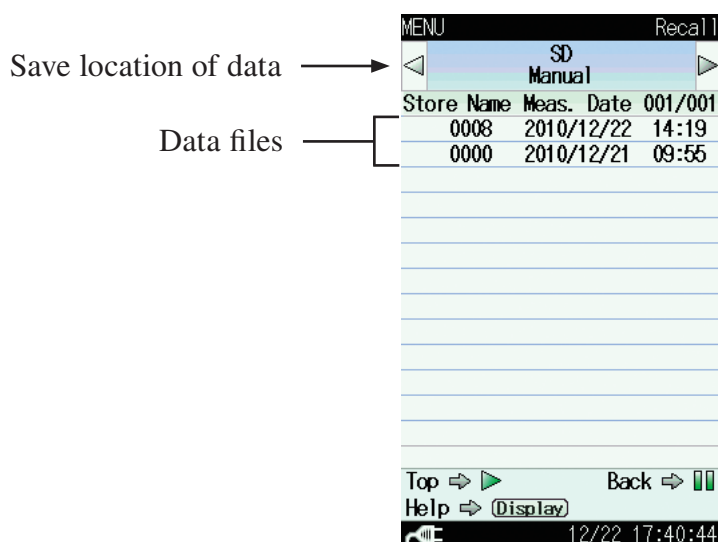 MENU Recall
Save location of data
SD
Manual
Store Name Meas. Date 001/001
Data files
0008 2010/12/22 14:19
0000 2010/12/21 09:55
Top ⇨ ▶ Back ⇨ ❚❚
Help ⇨ Display
12/22 17:40:44